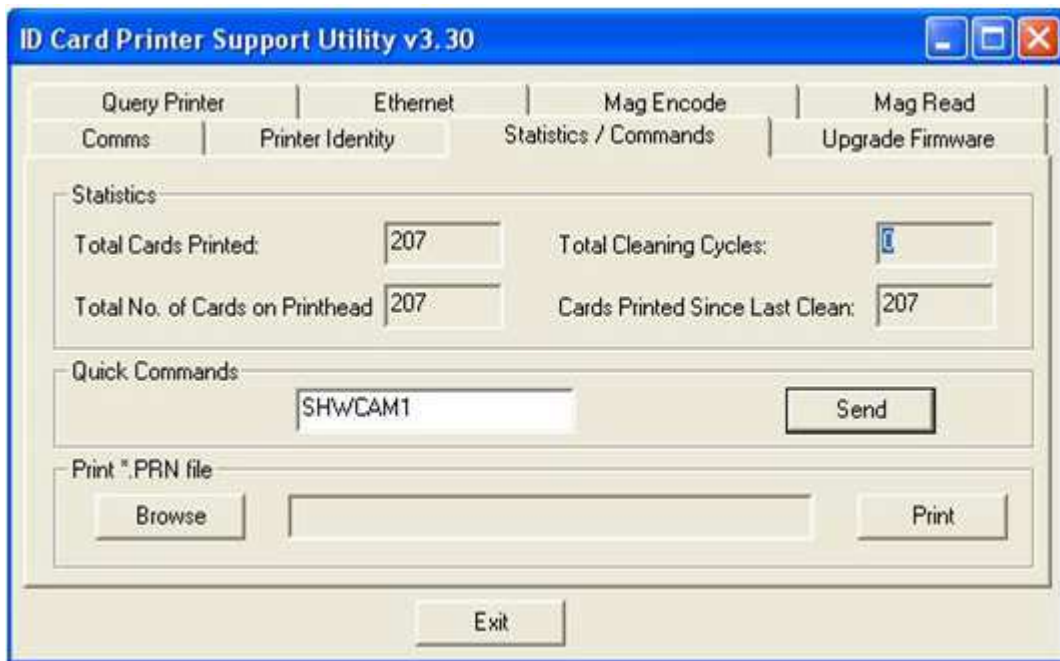 ID Card Printer Support Utility v3.30
Query Printer Ethernet Mag Encode Mag Read
Comms Printer Identity Statistics / Commands Upgrade Firmware
Statistics
Total Cards Printed: 207 Total Cleaning Cycles: 0
Total No. of Cards on Printhead 207 Cards Printed Since Last Clean: 207
Quick Commands
SHWCAM1 Send
Print *.PRN file
Browse Print
Exit